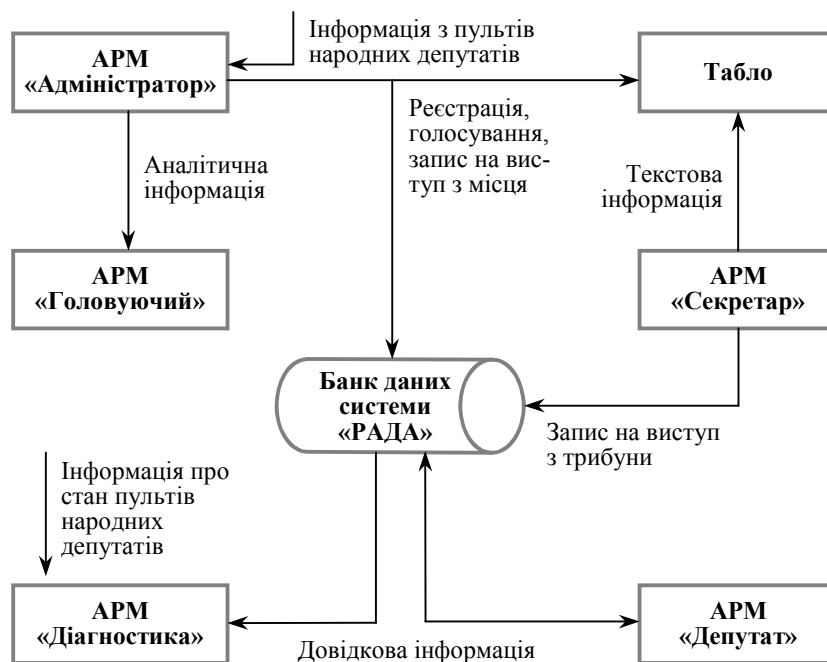 Інформація з пультів
народних депутатів
АРМ
«Адміністратор»
Табло
Реєстрація,
голосування,
запис на вис-
туп з місця
Аналітична
інформація
Текстова
інформація
АРМ
«Головуючий»
АРМ
«Секретар»
Банк даних
системи
«РАДА»
Запис на виступ
з трибуни
Інформація про
стан пультів
народних
депутатів
АРМ
«Діагностика»
АРМ
«Депутат»
Довідкова інформація